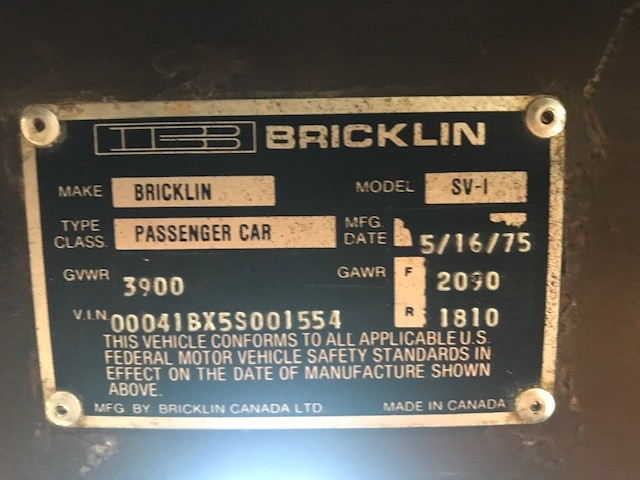 BRICKLIN
MAKE BRICKLIN MODEL SV-1
TYPE CLASS. PASSENGER CAR MFG. DATE 5/16/75
GVWR 3900 GAWR F 2090
V.I.N. 00041BX5S001554 R 1810
THIS VEHICLE CONFORMS TO ALL APPLICABLE U.S.
FEDERAL MOTOR VEHICLE SAFETY STANDARDS IN
EFFECT ON THE DATE OF MANUFACTURE SHOWN
ABOVE.
MFG BY BRICKLIN CANADA LTD. MADE IN CANADA